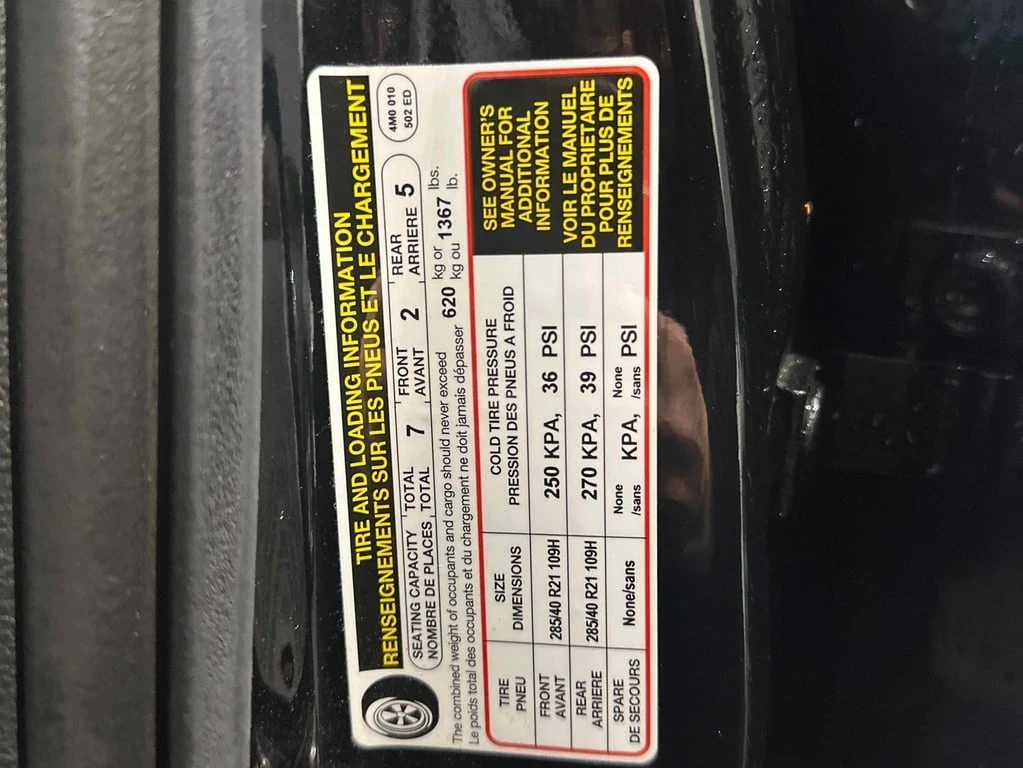 TIRE AND LOADING INFORMATION
RENSEIGNEMENTS SUR LES PNEUS ET LE CHARGEMENT
4M0 010
502 ED
SEATING CAPACITY TOTAL 7 FRONT 2 REAR 5
NOMBRE DE PLACES TOTAL AVANT ARRIERE
The combined weight of occupants and cargo should never exceed 620 kg or 1367 lbs.
Le poids total des occupants et du chargement ne doit jamais dépasser kg ou lb.
TIRE SIZE COLD TIRE PRESSURE
PNEU DIMENSIONS PRESSION DES PNEUS A FROID
FRONT 285/40 R21 109H 250 KPA, 36 PSI
AVANT
REAR 285/40 R21 109H 270 KPA, 39 PSI
ARRIERE
SPARE None/sans None KPA, None PSI
DE SECOURS /sans /sans
SEE OWNER'S
MANUAL FOR
ADDITIONAL
INFORMATION
VOIR LE MANUEL
DU PROPRIETAIRE
POUR PLUS DE
RENSEIGNEMENTS